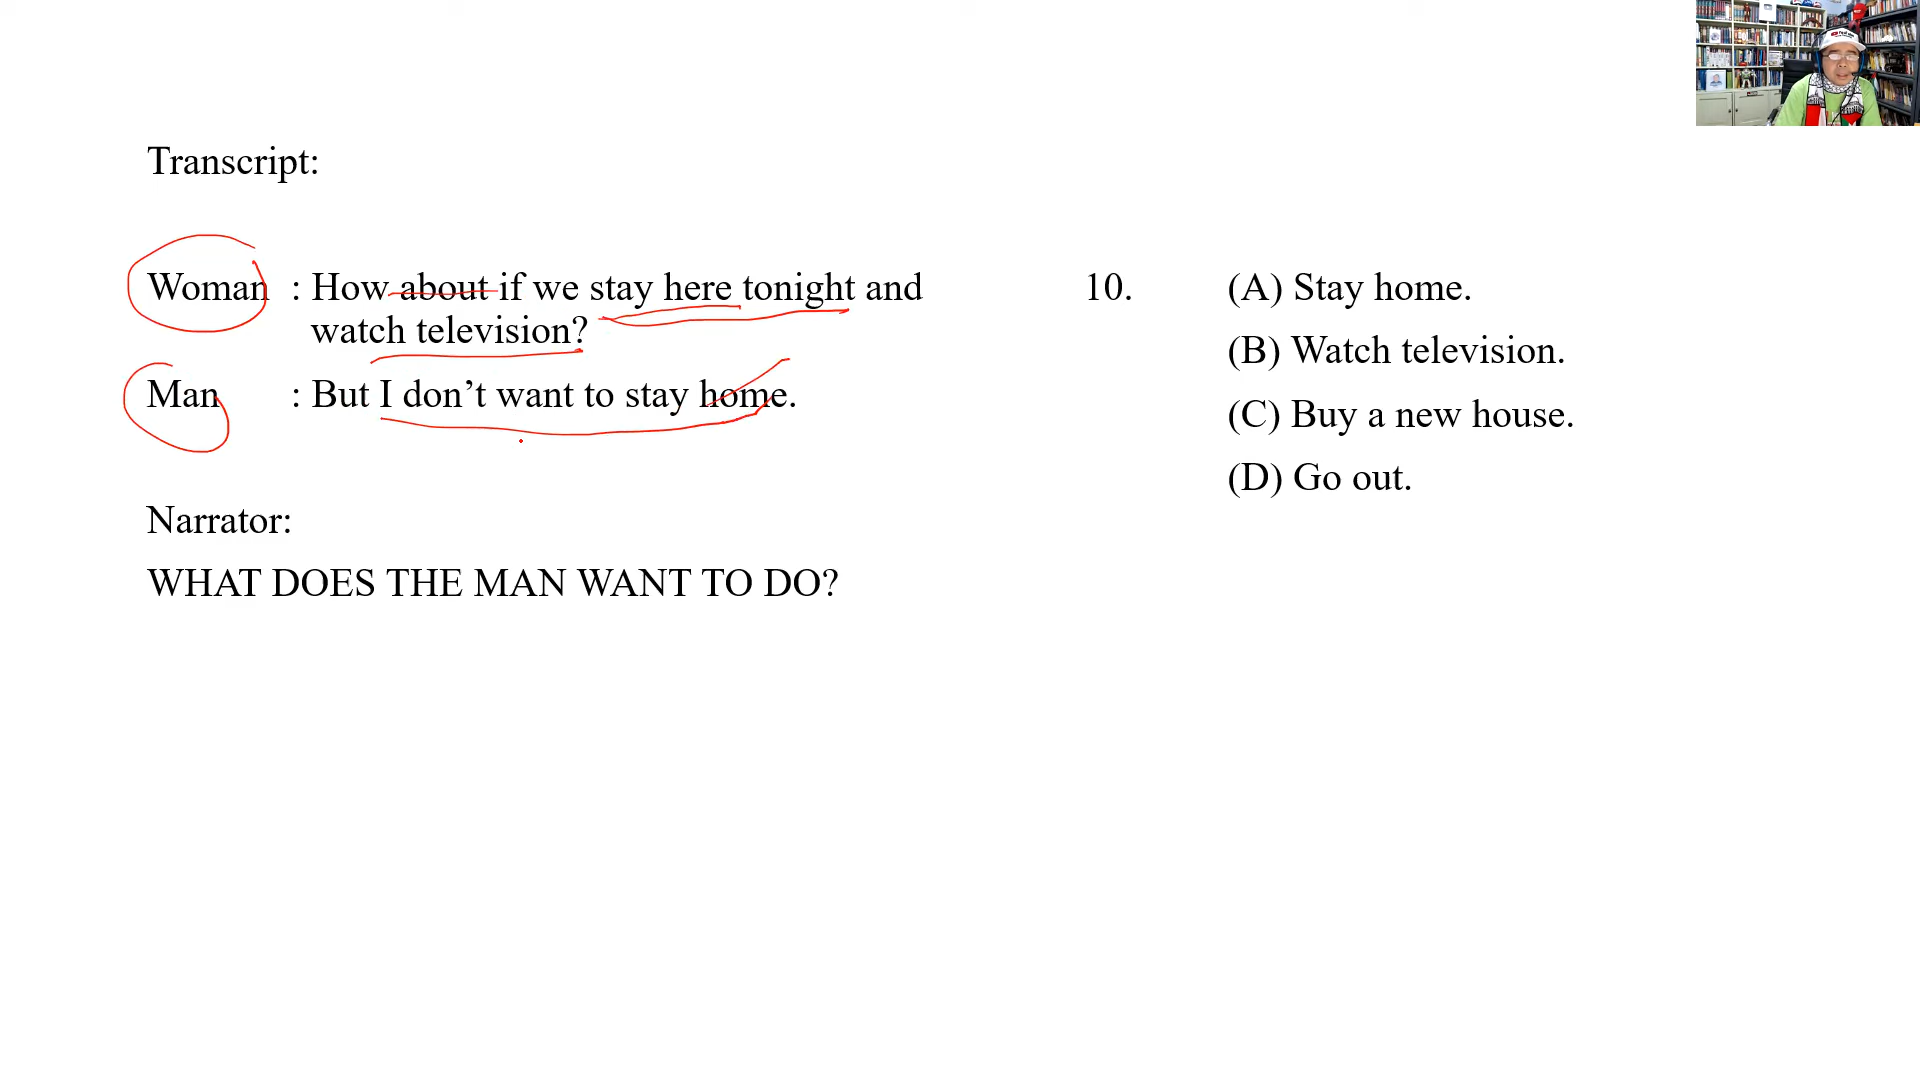 Transcript:
Woman : How about if we stay here tonight and
watch television?
Man : But I don’t want to stay home.
Narrator:
WHAT DOES THE MAN WANT TO DO?
10. (A) Stay home.
(B) Watch television.
(C) Buy a new house.
(D) Go out.